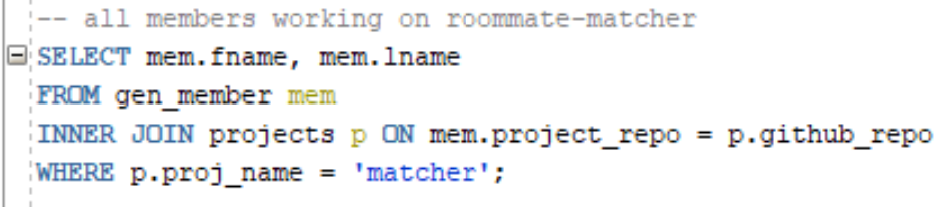 -- all members working on roommate-matcher
SELECT mem.fname, mem.lname
FROM gen_member mem
INNER JOIN projects p ON mem.project_repo = p.github_repo
WHERE p.proj_name = 'matcher';